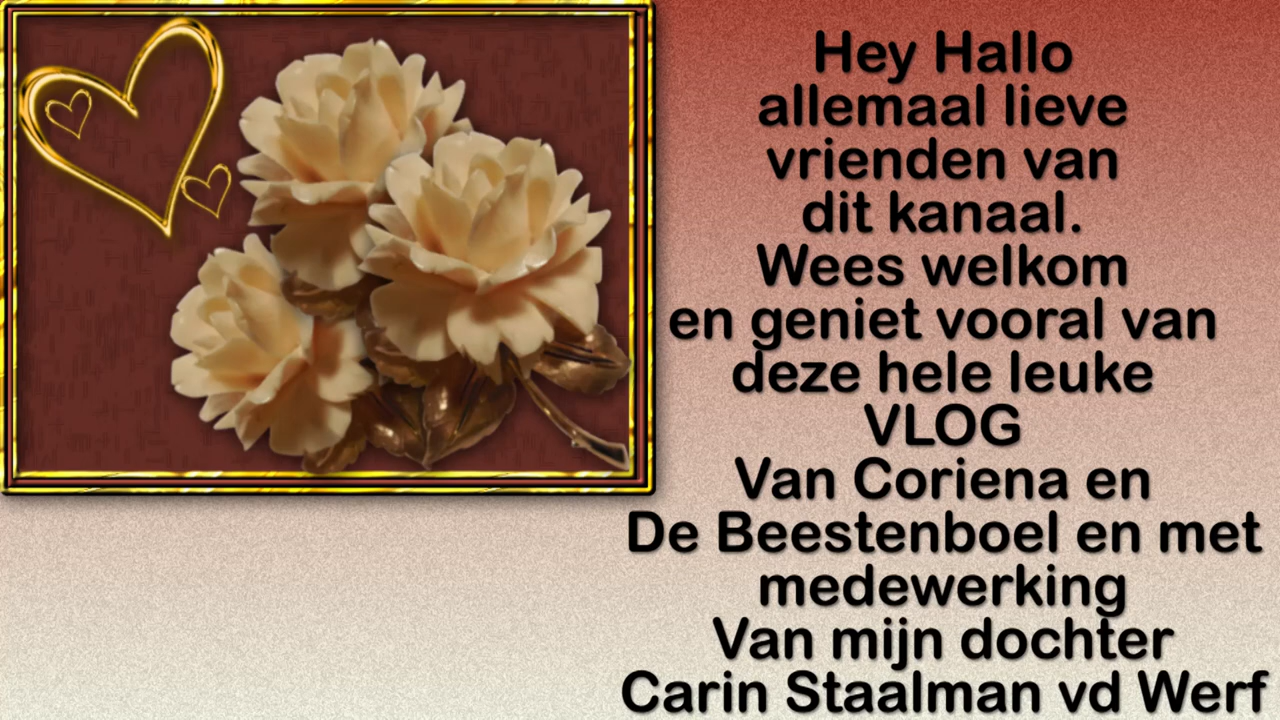 Hey Hallo
allemaal lieve
vrienden van
dit kanaal.
Wees welkom
en geniet vooral van
deze hele leuke
VLOG
Van Coriena en
De Beestenboel en met
medewerking
Van mijn dochter
Carin Staalman vd Werf